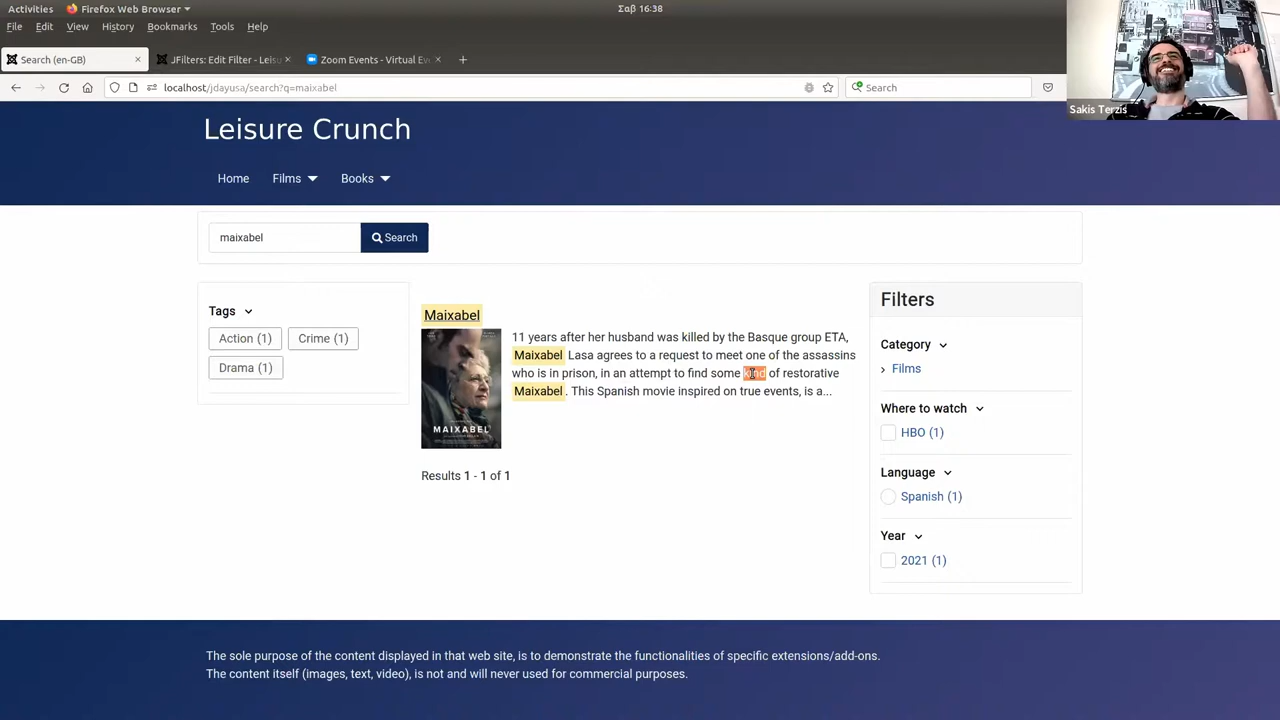 Activities
Firefox Web Browser
Σαβ 16:38
File Edit View History Bookmarks Tools Help
Search (en-GB)
JFilters: Edit Filter - Leisu
Zoom Events - Virtual Eve
localhost/jdayusa/search?q=maixabel
Search
Sakis Terzis
Leisure Crunch
Home Films Books
maixabel
Search
Tags
Action (1)
Crime (1)
Drama (1)
Maixabel
11 years after her husband was killed by the Basque group ETA,
Maixabel Lasa agrees to a request to meet one of the assassins
who is in prison, in an attempt to find some kind of restorative
Maixabel. This Spanish movie inspired on true events, is a...
MAIXABEL
Results 1 - 1 of 1
Filters
Category
Films
Where to watch
HBO (1)
Language
Spanish (1)
Year
2021 (1)
The sole purpose of the content displayed in that web site, is to demonstrate the functionalities of specific extensions/add-ons.
The content itself (images, text, video), is not and will never used for commercial purposes.